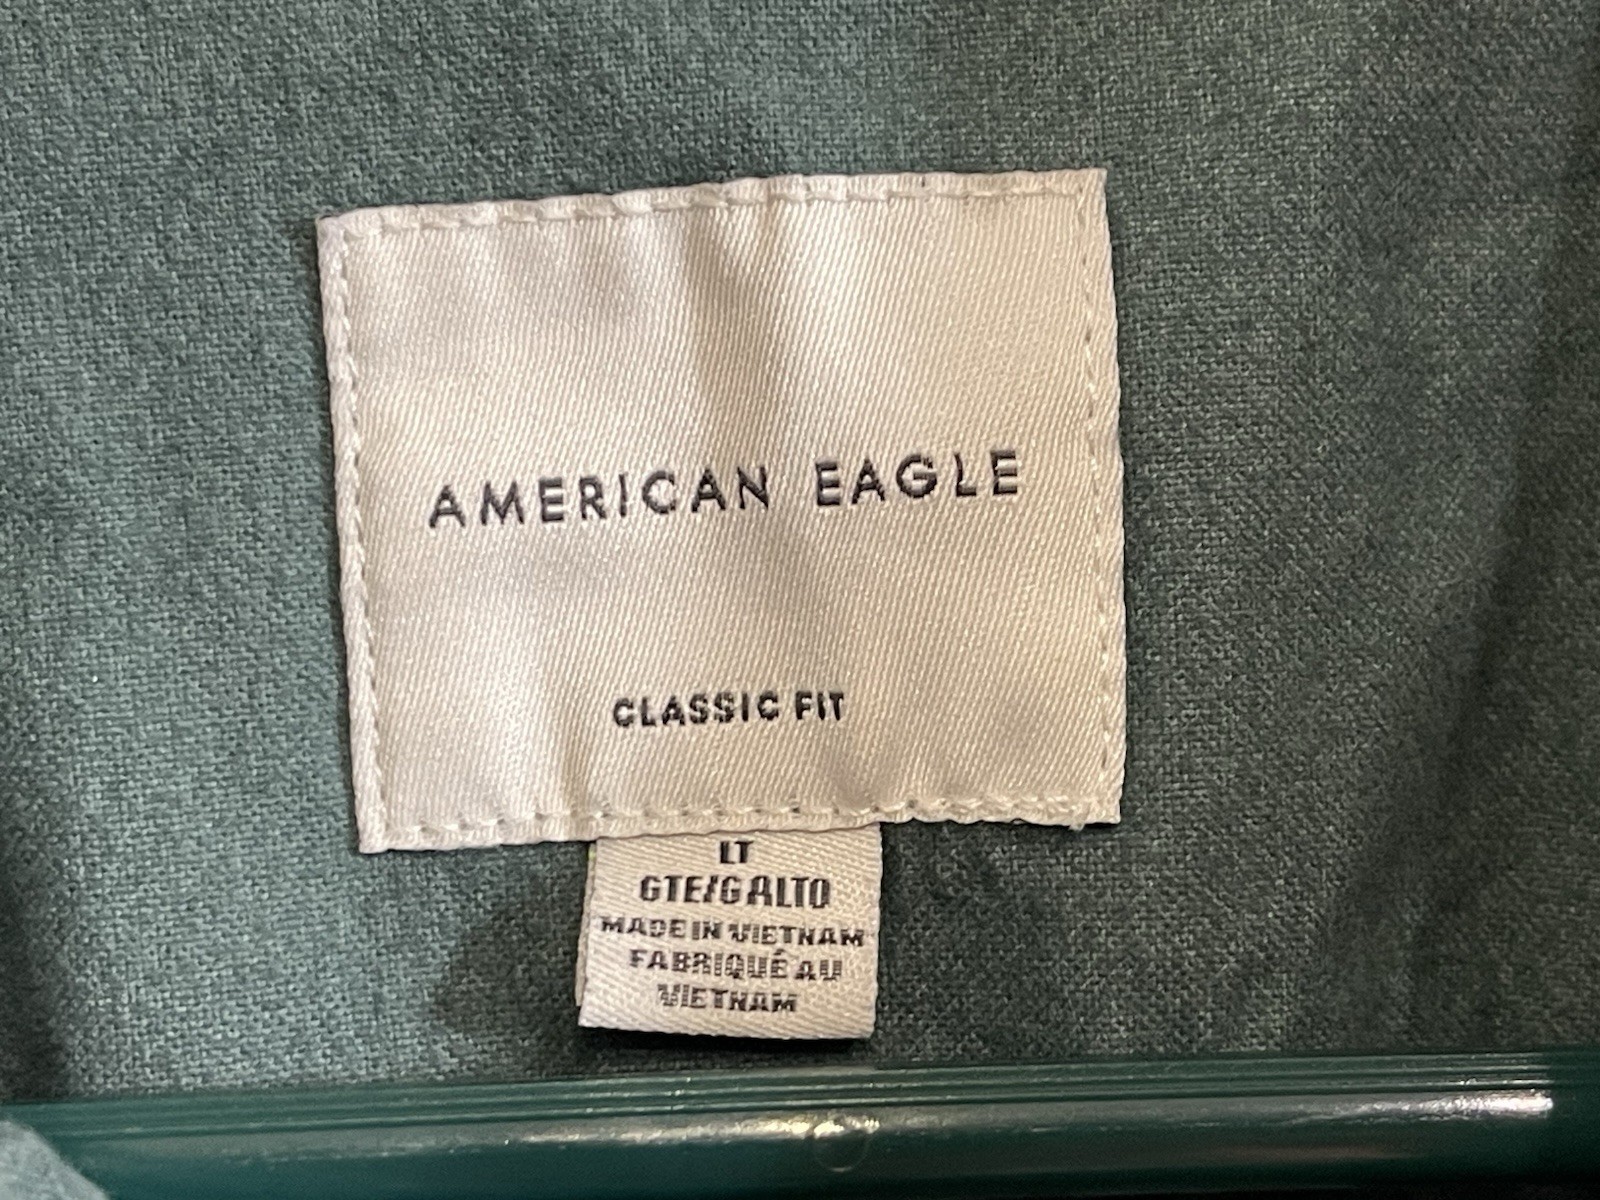 AMERICAN EAGLE
CLASSIC FIT
LT
GTE/G ALTO
MADE IN VIETNAM
FABRIQUÉ AU
VIETNAM